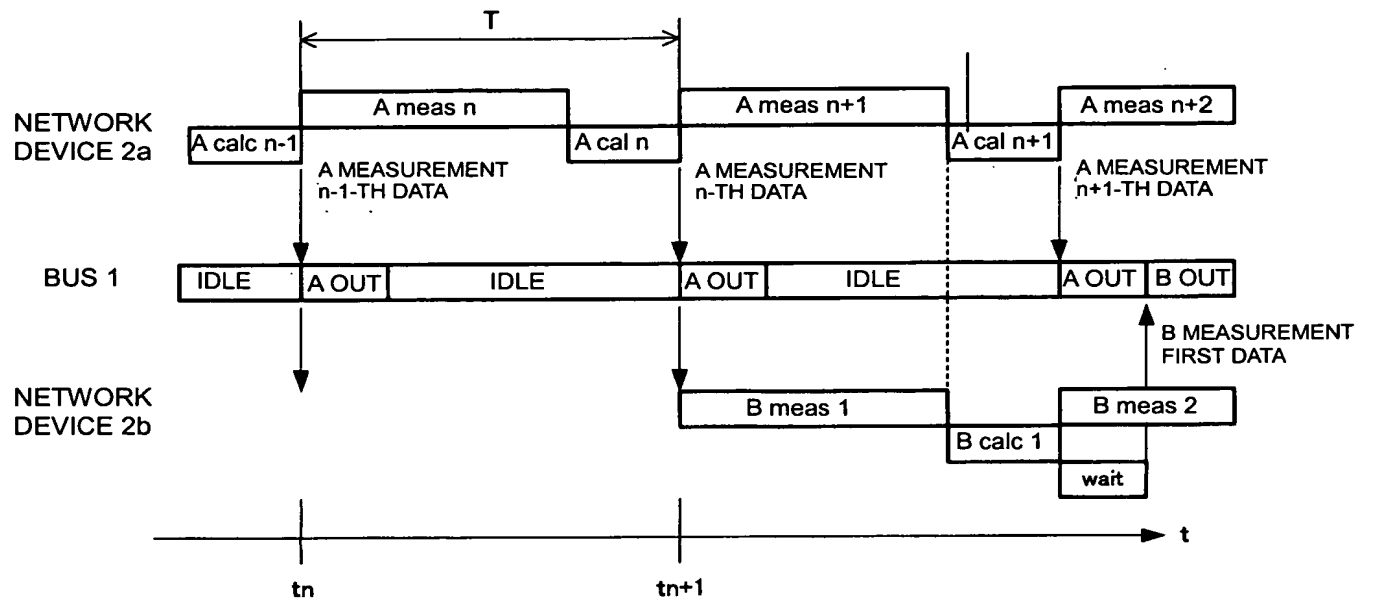 T
NETWORK
DEVICE 2a
A meas n
A meas n+1
A meas n+2
A calc n-1
A cal n
A cal n+1
A MEASUREMENT
n-1-TH DATA
A MEASUREMENT
n-TH DATA
A MEASUREMENT
n+1-TH DATA
BUS 1
IDLE
A OUT
IDLE
A OUT
IDLE
A OUT
B OUT
B MEASUREMENT
FIRST DATA
NETWORK
DEVICE 2b
B meas 1
B meas 2
B calc 1
wait
t
tn
tn+1